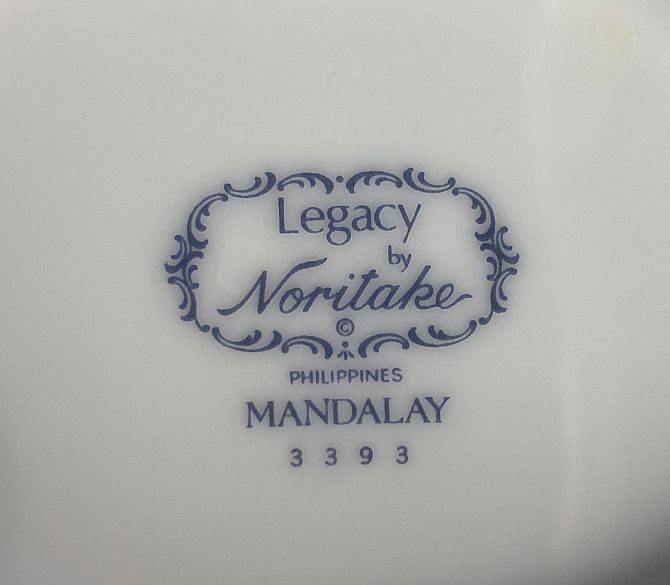 Legacy
by
Noritake
©
PHILIPPINES
MANDALAY
3393